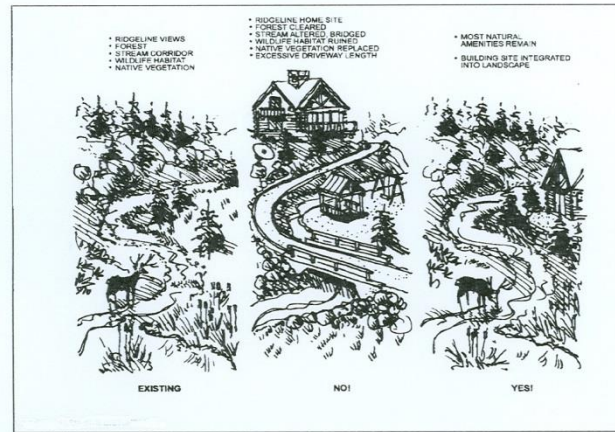 • RIDGELINE VIEWS
• FOREST
• STREAM CORRIDOR
• WILDLIFE HABITAT
• NATIVE VEGETATION
• RIDGELINE HOME SITE
• FOREST CLEARED
• STREAM ALTERED, BRIDGED
• WILDLIFE HABITAT RUINED
• NATIVE VEGETATION REPLACED
• EXCESSIVE DRIVEWAY LENGTH
• MOST NATURAL
AMENITIES REMAIN
• BUILDING SITE INTEGRATED
INTO LANDSCAPE
EXISTING
NO!
YES!